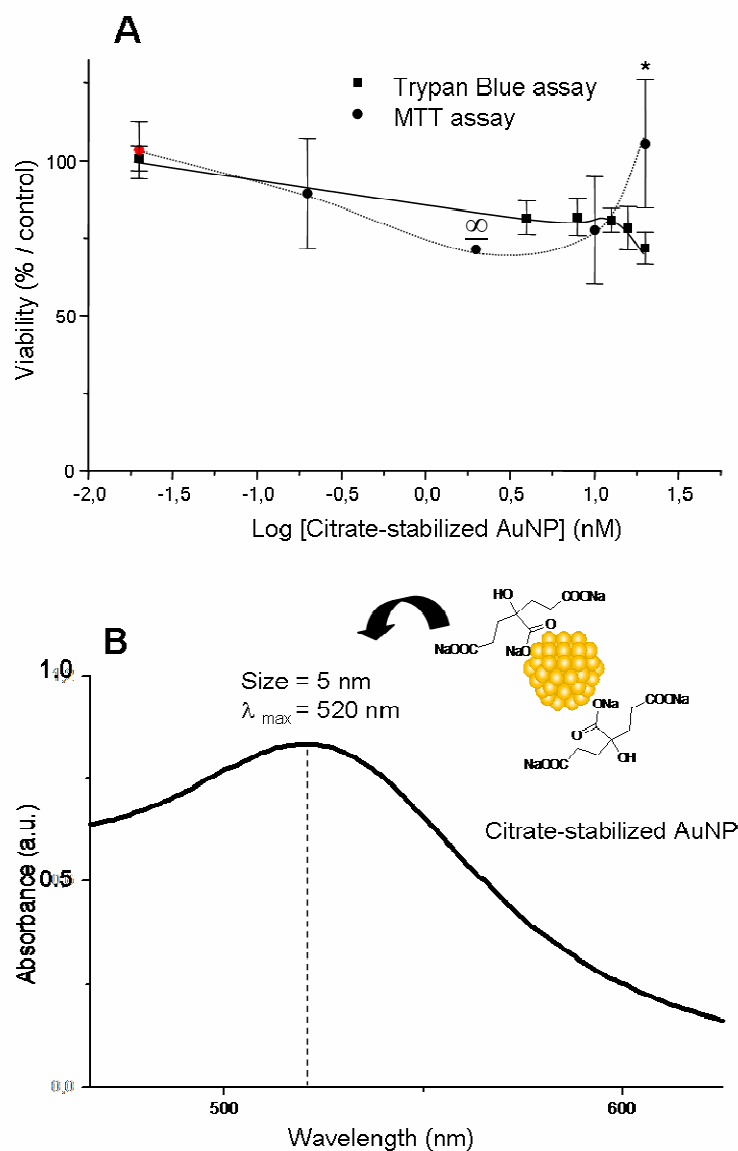 A
*
Trypan Blue assay
MTT assay
100
∞
50
0
Viability (% / control)
-2,0 -1,5 -1,0 -0,5 0,0 0,5 1,0 1,5
Log [Citrate-stabilized AuNP] (nM)
B
HO COONa
O
NaOOC NaO
Size = 5 nm
λ max = 520 nm
ONa COONa
O
NaOOC OH
Citrate-stabilized AuNP
1,0
0,5
0,0
Absorbance (a.u.)
500 600
Wavelength (nm)